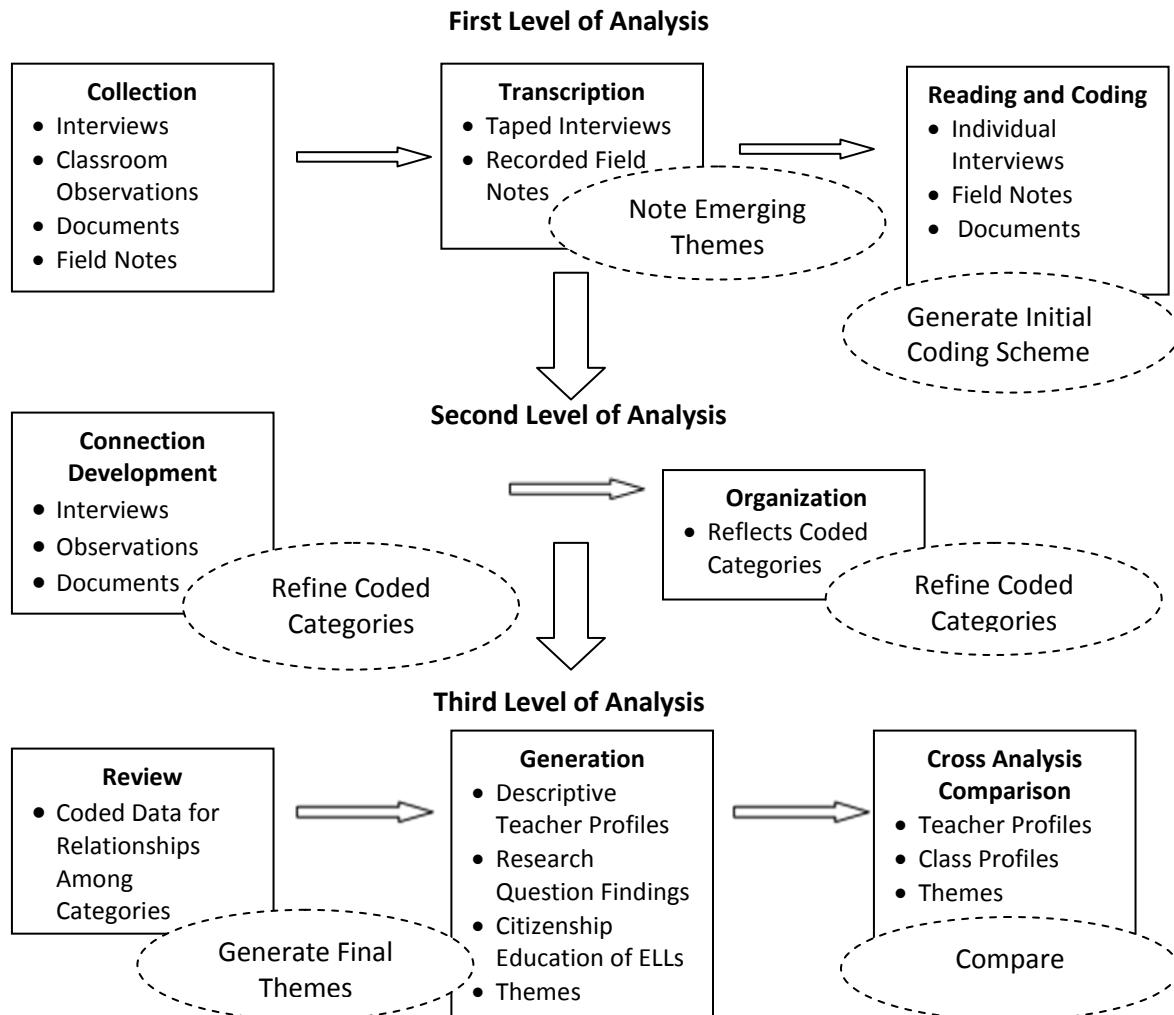 First Level of Analysis
Collection
• Interviews
• Classroom
Observations
• Documents
• Field Notes
Transcription
• Taped Interviews
• Recorded Field
Notes
Note Emerging
Themes
Reading and Coding
• Individual
Interviews
• Field Notes
• Documents
Generate Initial
Coding Scheme
Second Level of Analysis
Connection
Development
• Interviews
• Observations
• Documents
Refine Coded
Categories
Organization
• Reflects Coded
Categories
Refine Coded
Categories
Third Level of Analysis
Review
• Coded Data for
Relationships
Among
Categories
Generate Final
Themes
Generation
• Descriptive
Teacher Profiles
• Research
Question Findings
• Citizenship
Education of ELLs
• Themes
Cross Analysis
Comparison
• Teacher Profiles
• Class Profiles
• Themes
Compare